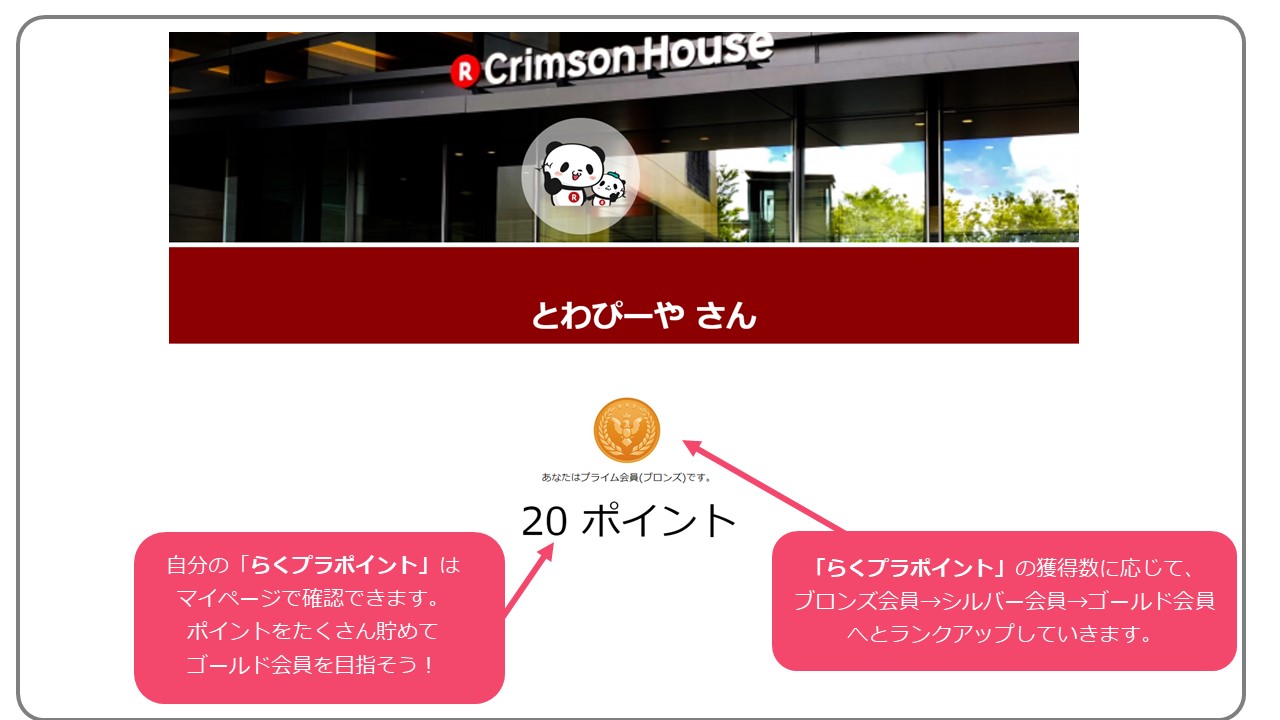 R Crimson House
R
R
とわぴーや さん
あなたはプライム会員(ブロンズ)です。
20 ポイント
自分の「らくプラポイント」は
マイページで確認できます。
ポイントをたくさん貯めて
ゴールド会員を目指そう！
「らくプラポイント」の獲得数に応じて、
ブロンズ会員→シルバー会員→ゴールド会員
へとランクアップしていきます。